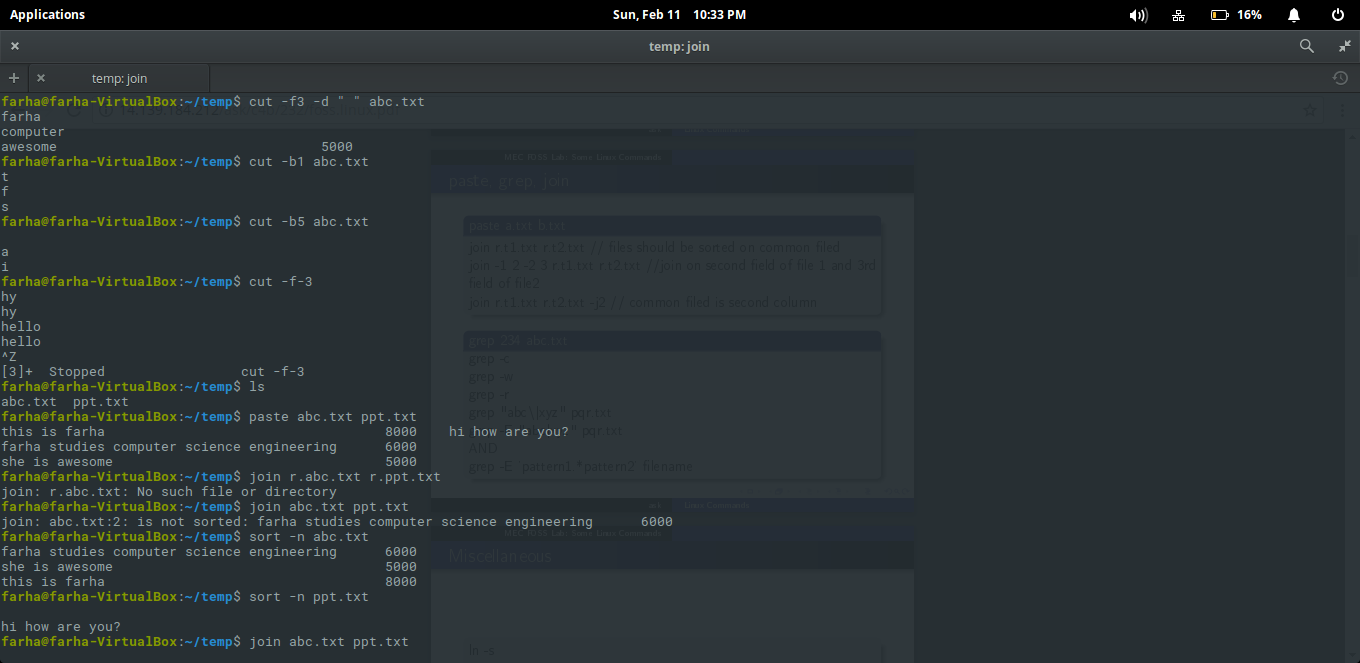 Applications
Sun, Feb 11 10:33 PM
16%
temp: join
temp: join
farha@farha-VirtualBox:~/temp$ cut -f3 -d " " abc.txt
farha
computer
awesome 5000
farha@farha-VirtualBox:~/temp$ cut -b1 abc.txt
t
f
s
farha@farha-VirtualBox:~/temp$ cut -b5 abc.txt
a
i
farha@farha-VirtualBox:~/temp$ cut -f-3
hy
hy
hello
hello
^Z
[3]+ Stopped cut -f-3
farha@farha-VirtualBox:~/temp$ ls
abc.txt ppt.txt
farha@farha-VirtualBox:~/temp$ paste abc.txt ppt.txt
this is farha 8000 hi how are you?
farha studies computer science engineering 6000
she is awesome 5000
farha@farha-VirtualBox:~/temp$ join r.abc.txt r.ppt.txt
join: r.abc.txt: No such file or directory
farha@farha-VirtualBox:~/temp$ join abc.txt ppt.txt
join: abc.txt:2: is not sorted: farha studies computer science engineering 6000
farha@farha-VirtualBox:~/temp$ sort -n abc.txt
farha studies computer science engineering 6000
she is awesome 5000
this is farha 8000
farha@farha-VirtualBox:~/temp$ sort -n ppt.txt
hi how are you?
farha@farha-VirtualBox:~/temp$ join abc.txt ppt.txt
paste, grep, join
paste a.txt b.txt
join r.t1.txt r.t2.txt // files should be sorted on common filed
join -1 2 -2 3 r.t1.txt r.t2.txt //join on second field of file 1 and 3rd
field of file2.
join r.t1.txt r.t2.txt -j2 // common filed is second column
grep 234 abc.txt
grep -c
grep -w
grep -r
grep "abc\|xyz" pqr.txt
pqr.txt
AND
grep -E pattern1.*pattern2 filename
Miscellaneous
ln -s